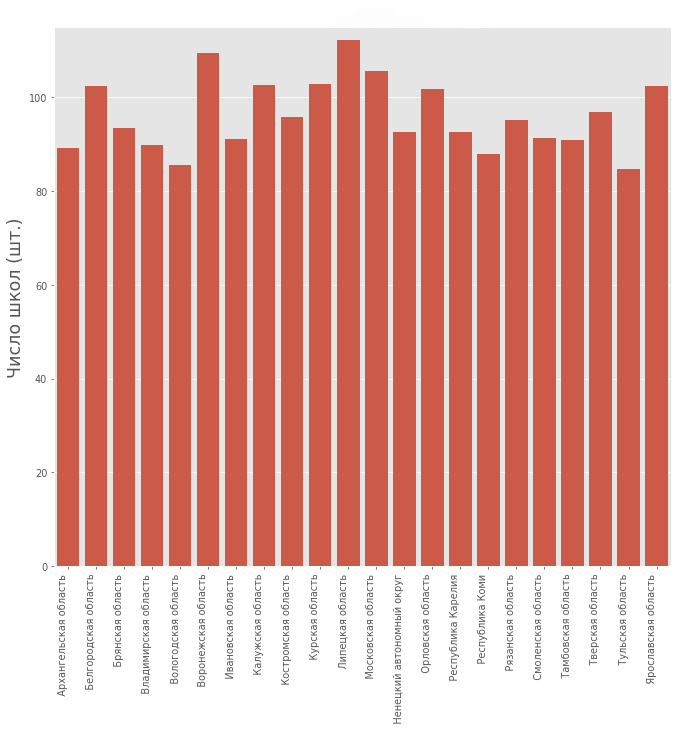 Число школ (шт.)
100
80
60
40
20
0
Архангельская область
Белгородская область
Брянская область
Владимирская область
Вологодская область
Воронежская область
Ивановская область
Калужская область
Костромская область
Курская область
Липецкая область
Московская область
Ненецкий автономный округ
Орловская область
Республика Карелия
Республика Коми
Рязанская область
Смоленская область
Тамбовская область
Тверская область
Тульская область
Ярославская область